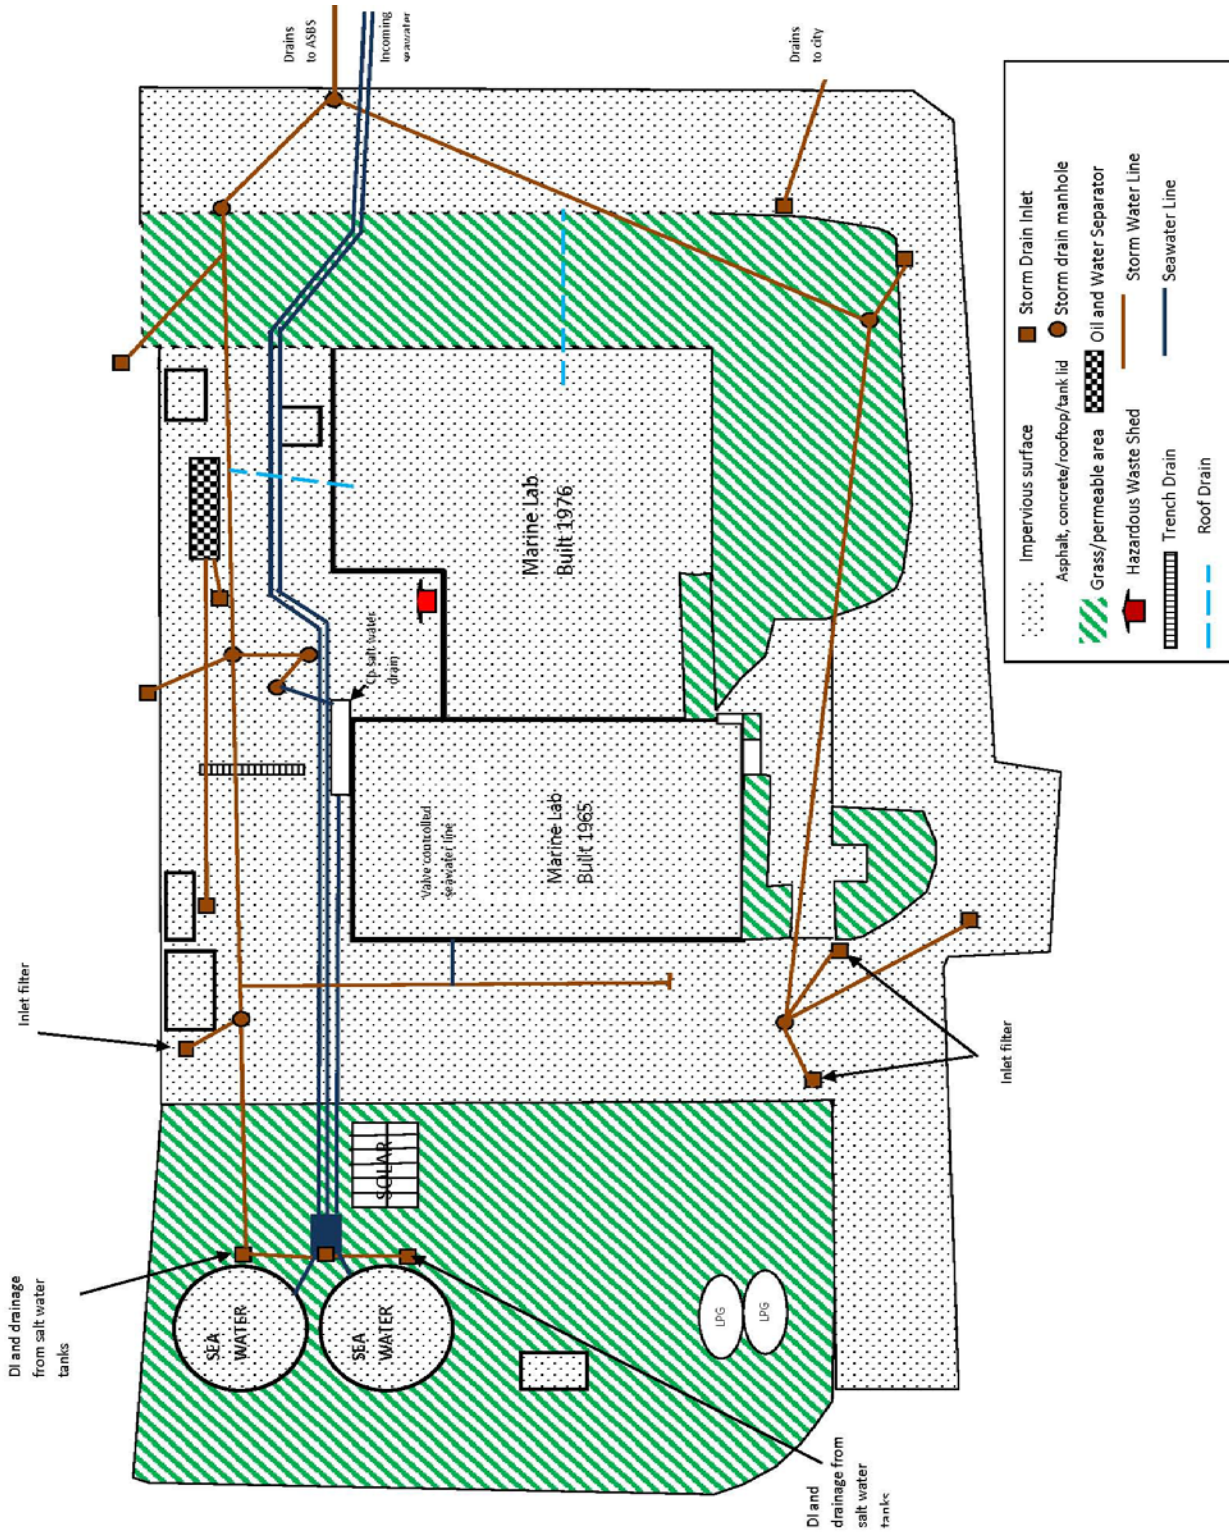 Drains
to ASBS
Incoming
seawater
Drains
to city
Inlet filter
DI and drainage
from salt water
tanks
SEA
WATER
SEA
WATER
SOLAR
Valve controlled
seawater line
Marine Lab
Built 1965
Cp salt water
drain
Marine Lab
Built 1976
LPG
LPG
DI and
drainage from
salt water
tanks
Inlet filter
Impervious surface
Asphalt, concrete/rooftop/tank lid
Grass/permeable area
Hazardous Waste Shed
Trench Drain
Roof Drain
Storm Drain Inlet
Storm drain manhole
Oil and Water Separator
Storm Water Line
Seawater Line